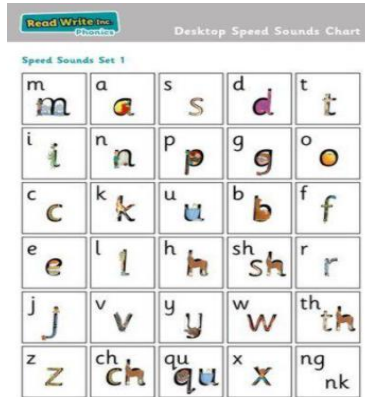 Read Write Inc.
Phonics
Desktop Speed Sounds Chart
Speed Sounds Set 1
m a s d t
m a s d t
i n p g o
i n p g o
c k u b f
c k u b f
e l h sh r
e l h sh r
j v y w th
j v y w th
z ch qu x ng
z ch qu x nk